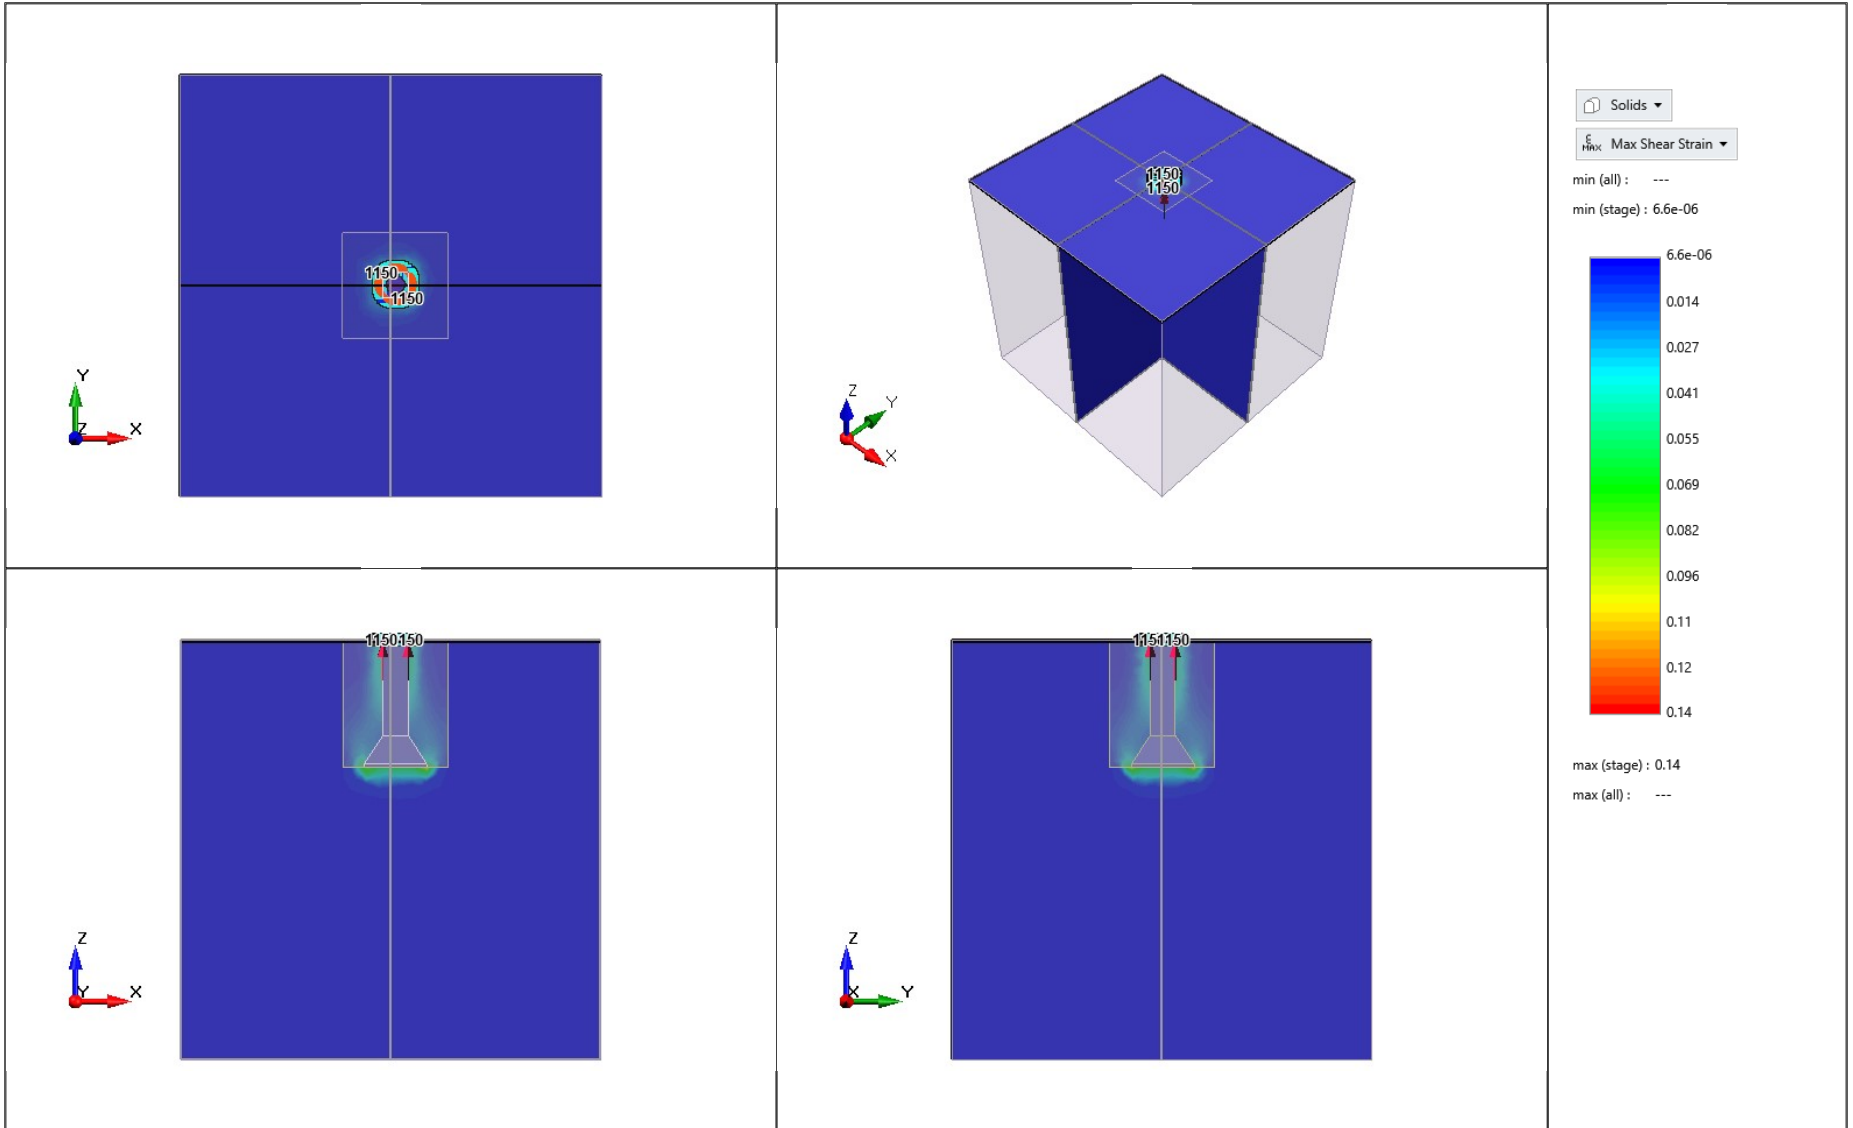 1150
1150
Y
Z
X
1150
1150
Z
Y
X
Solids
ε
MAX
Max Shear Strain
min (all) : ---
min (stage) : 6.6e-06
6.6e-06
0.014
0.027
0.041
0.055
0.069
0.082
0.096
0.11
0.12
0.14
max (stage) : 0.14
max (all) : ---
1150150
Z
Y
X
1151150
Z
X
Y